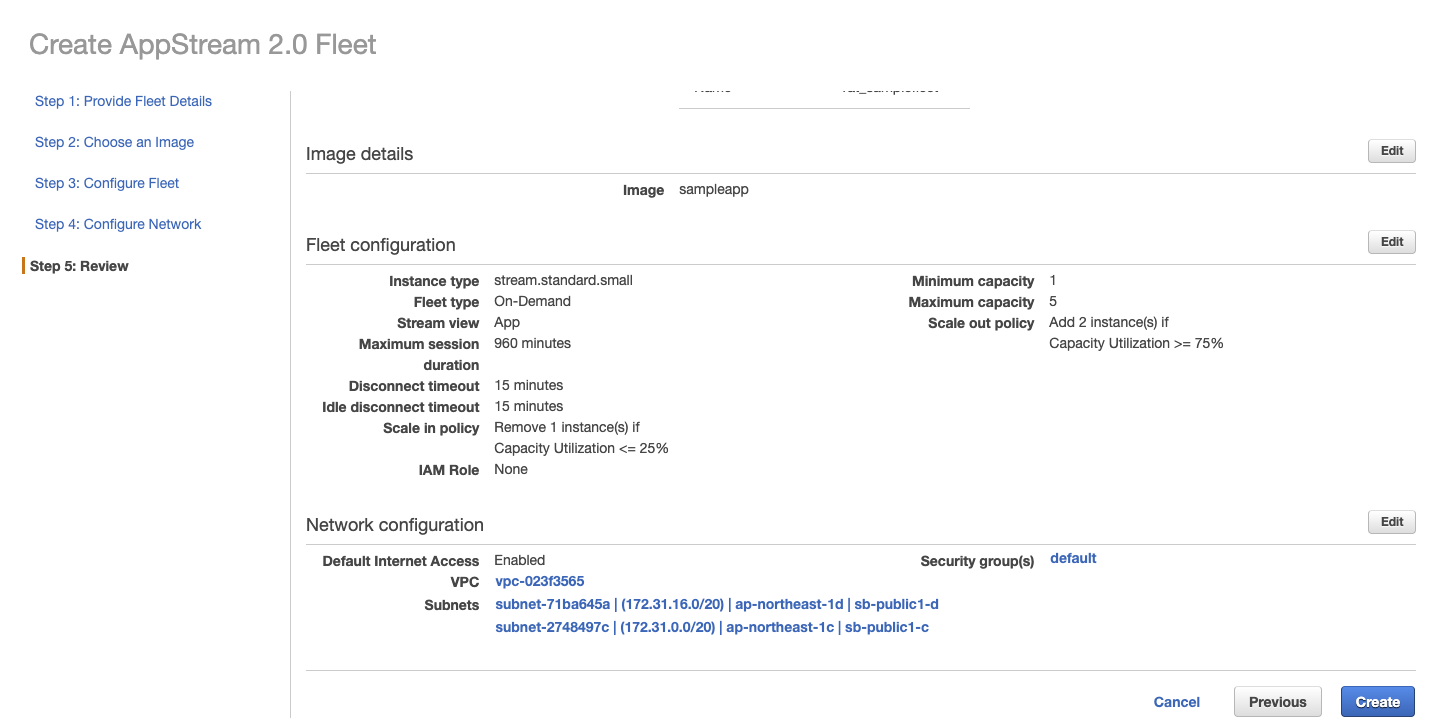 Create AppStream 2.0 Fleet
Step 1: Provide Fleet Details
Step 2: Choose an Image
Step 3: Configure Fleet
Step 4: Configure Network
Step 5: Review
Image details
Edit
Image sampleapp
Fleet configuration
Edit
Instance type stream.standard.small
Fleet type On-Demand
Stream view App
Maximum session 960 minutes
duration
Disconnect timeout 15 minutes
Idle disconnect timeout 15 minutes
Scale in policy Remove 1 instance(s) if
Capacity Utilization <= 25%
IAM Role None
Minimum capacity 1
Maximum capacity 5
Scale out policy Add 2 instance(s) if
Capacity Utilization >= 75%
Network configuration
Edit
Default Internet Access Enabled
VPC vpc-023f3565
Subnets subnet-71ba645a | (172.31.16.0/20) | ap-northeast-1d | sb-public1-d
subnet-2748497c | (172.31.0.0/20) | ap-northeast-1c | sb-public1-c
Security group(s) default
Cancel
Previous
Create